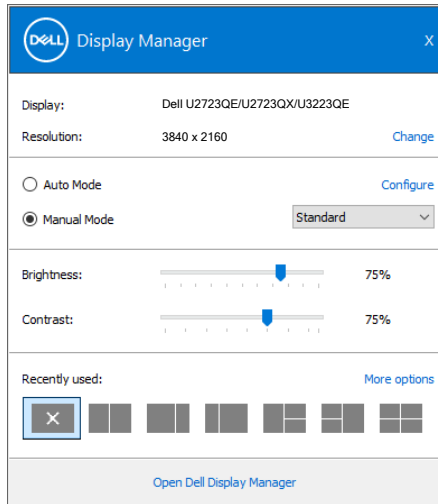 DELL Display Manager X
Display: Dell U2723QE/U2723QX/U3223QE
Resolution: 3840 x 2160 Change
Auto Mode Configure
Manual Mode Standard
Brightness: 75%
Contrast: 75%
Recently used: More options
Open Dell Display Manager